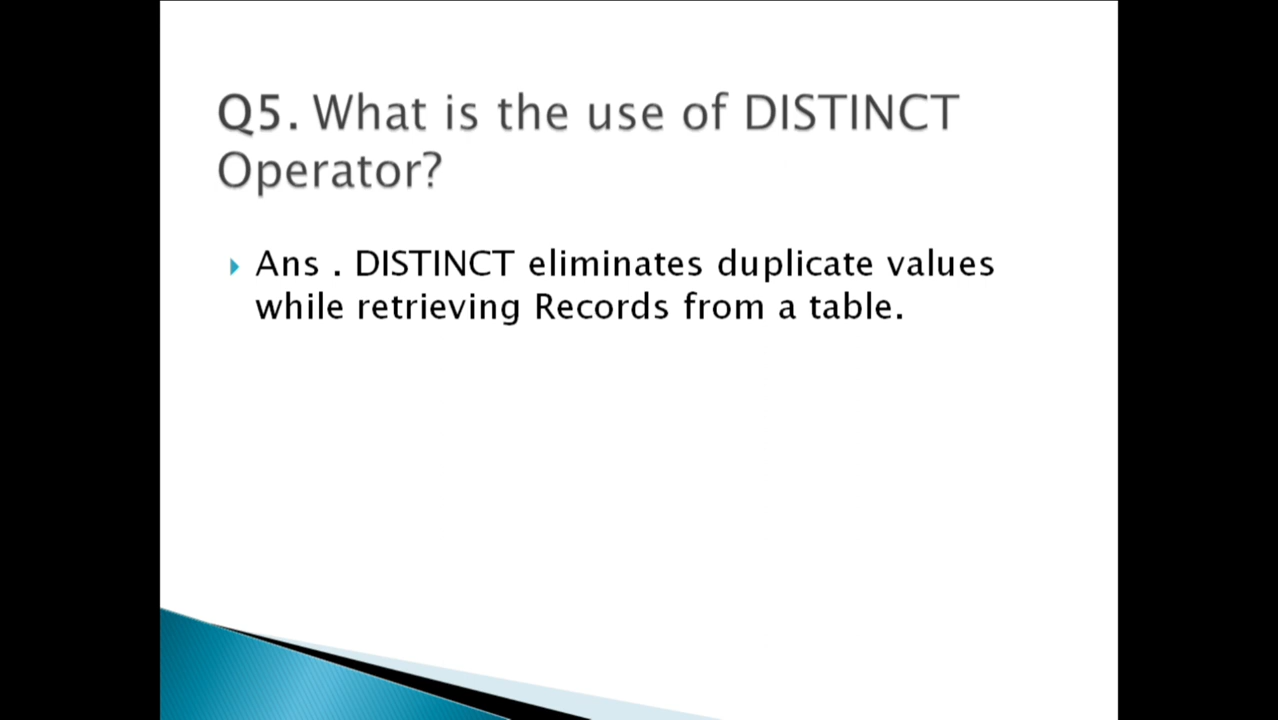 Q5. What is the use of DISTINCT
Operator?
Ans . DISTINCT eliminates duplicate values
while retrieving Records from a table.